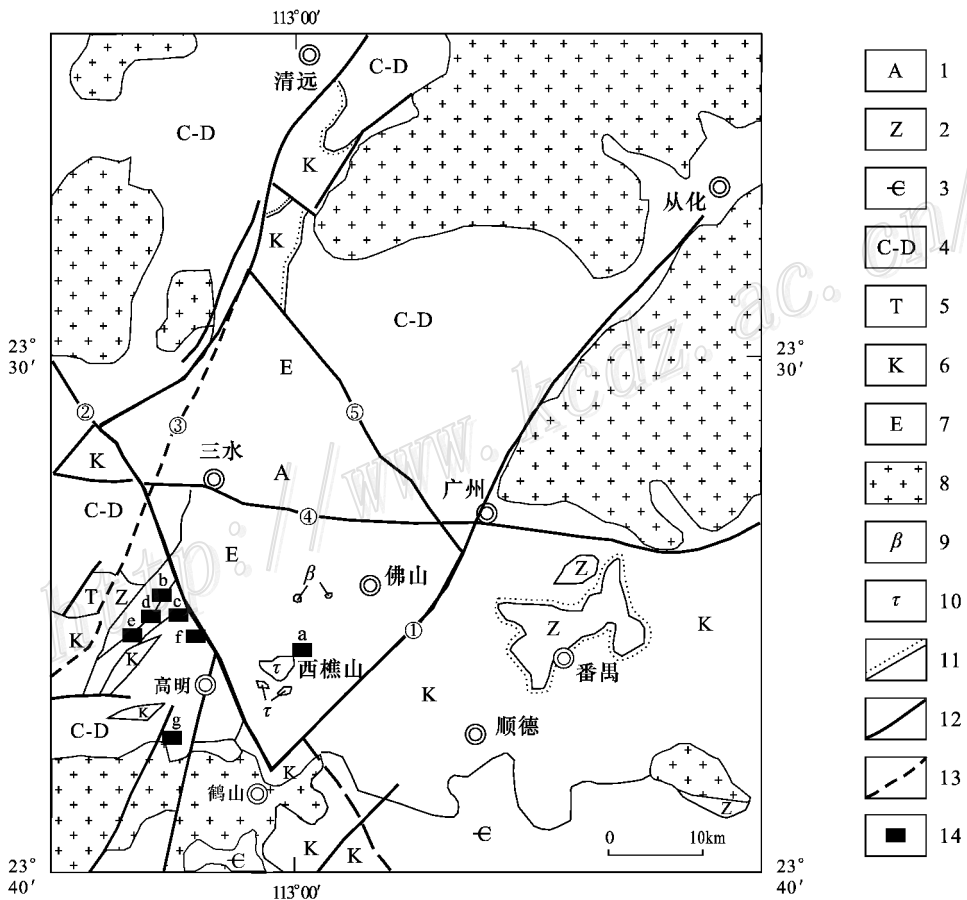 113°00′
清远
C-D
K
C-D
从化
K
C-D
23°
30′
23°
30′
E
②
③
⑤
三水
K
A
广州
④
C-D
E
β
佛山
Z
b
T
Z
d
c
e
f
①
a
Z
K
K
K
τ
西樵山
番禺
高明
τ
K
K
顺德
C-D
g
K
鹤山
Z
Є
0
10km
Є
K
K
23°
40′
23°
40′
113°00′
A 1
Z 2
Є 3
C-D 4
T 5
K 6
E 7
8
β 9
τ 10
11
12
13
14
http://www.kcdz.ac.cn/